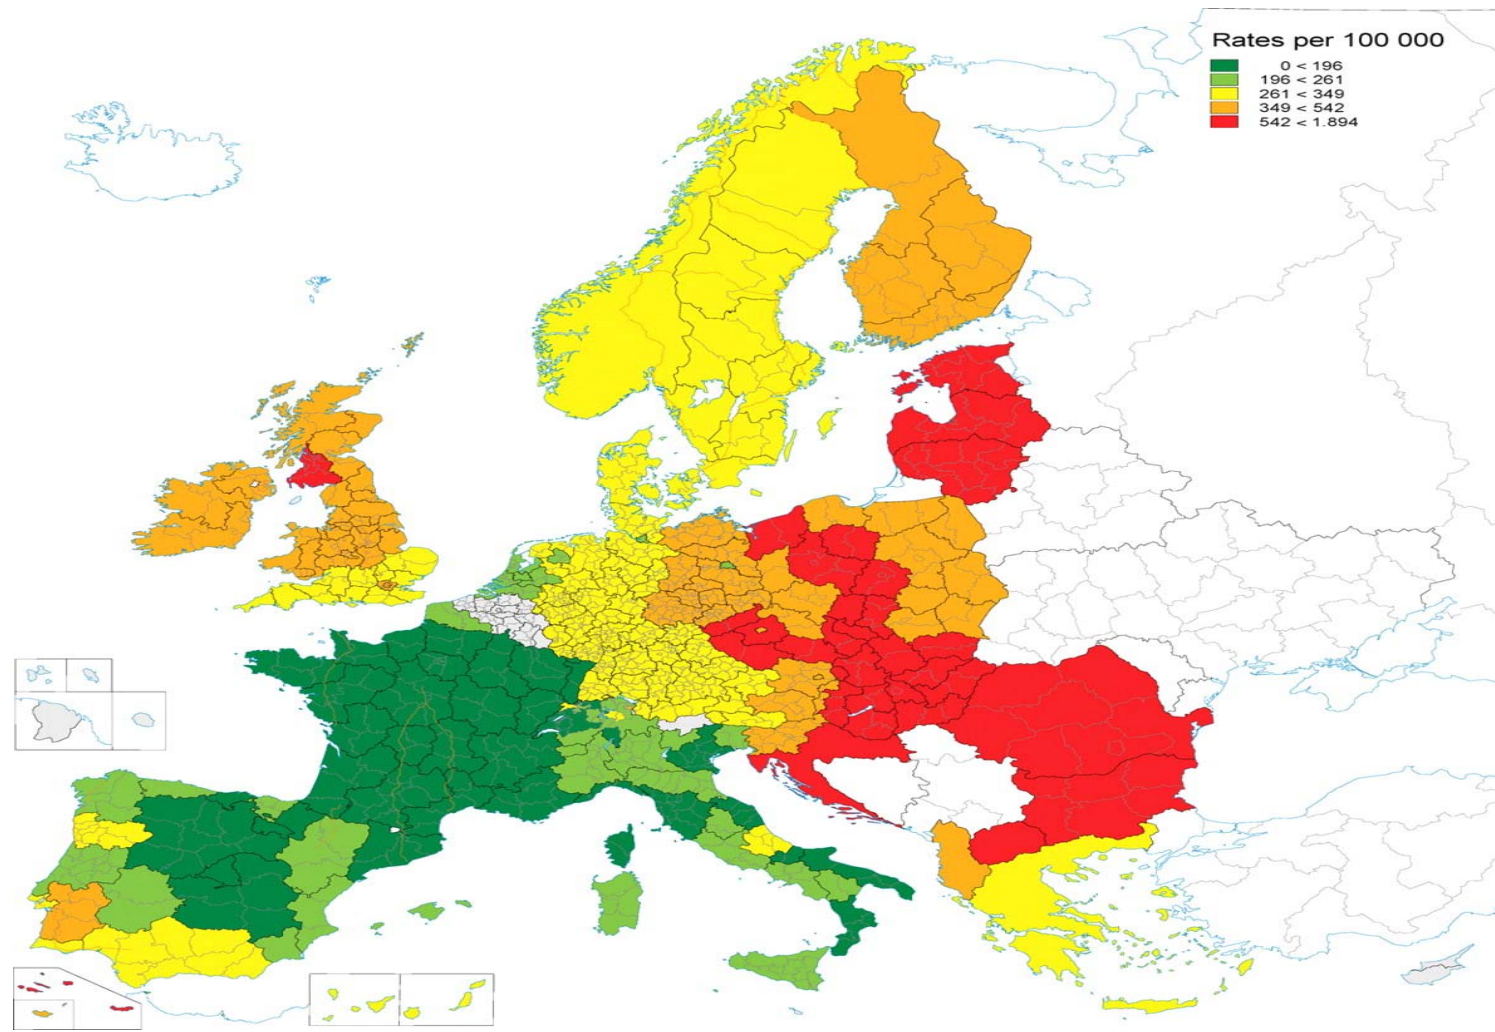 Rates per 100 000
0 < 196
196 < 261
261 < 349
349 < 542
542 < 1.894